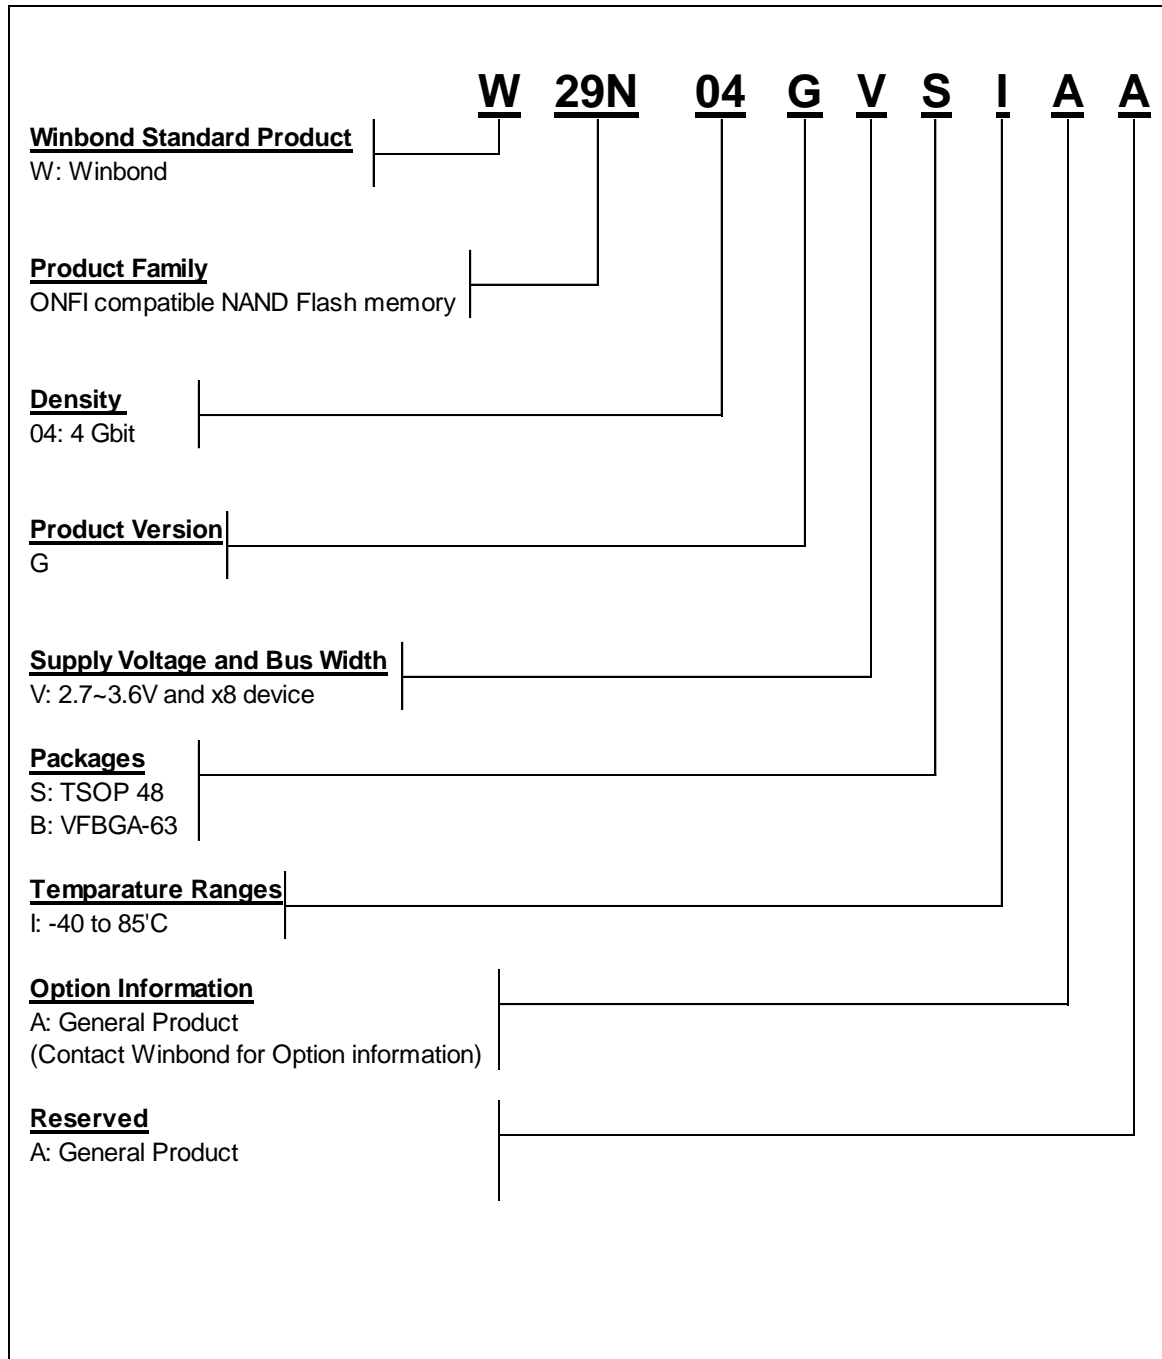 W 29N 04 G V S I A A
Winbond Standard Product
W: Winbond
Product Family
ONFI compatible NAND Flash memory
Density
04: 4 Gbit
Product Version
G
Supply Voltage and Bus Width
V: 2.7~3.6V and x8 device
Packages
S: TSOP 48
B: VFBGA-63
Temparature Ranges
I: -40 to 85'C
Option Information
A: General Product
(Contact Winbond for Option information)
Reserved
A: General Product